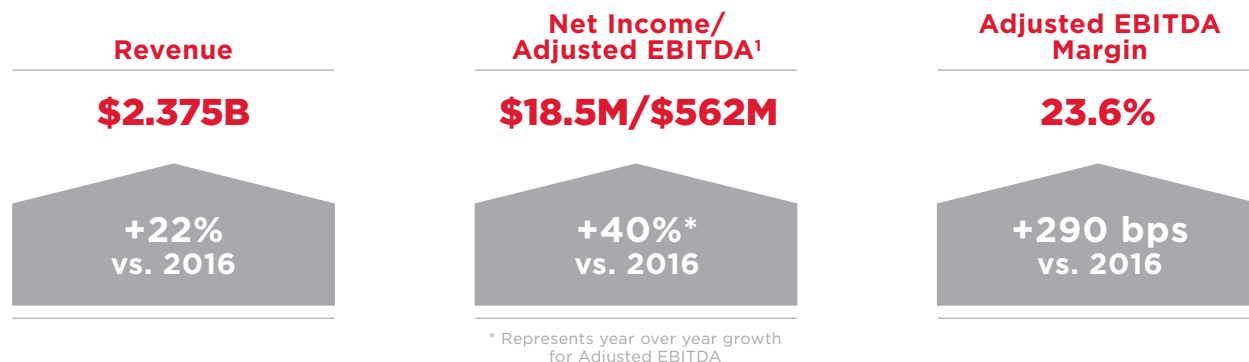 Revenue
$2.375B
+22%
vs. 2016
Net Income/
Adjusted EBITDA¹
$18.5M/$562M
+40%*
vs. 2016
* Represents year over year growth
for Adjusted EBITDA
Adjusted EBITDA
Margin
23.6%
+290 bps
vs. 2016